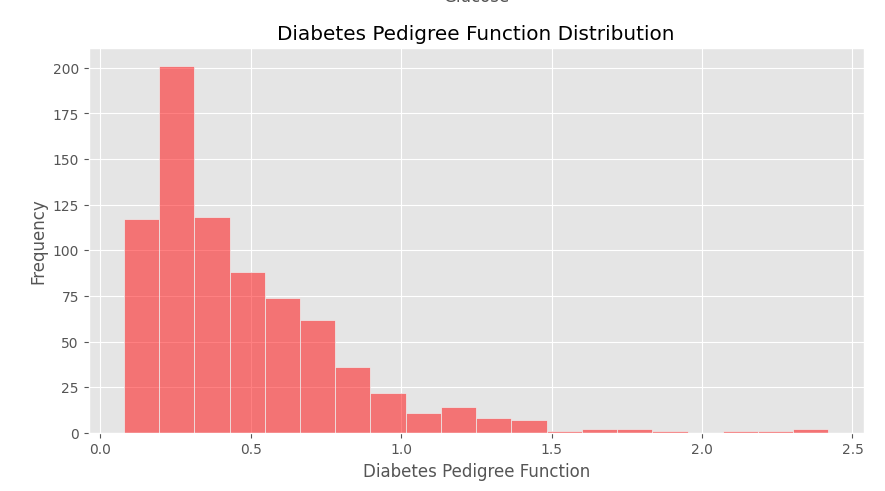 Glucose
Diabetes Pedigree Function Distribution
200
175
150
125
100
75
50
25
0
Frequency
0.0 0.5 1.0 1.5 2.0 2.5
Diabetes Pedigree Function